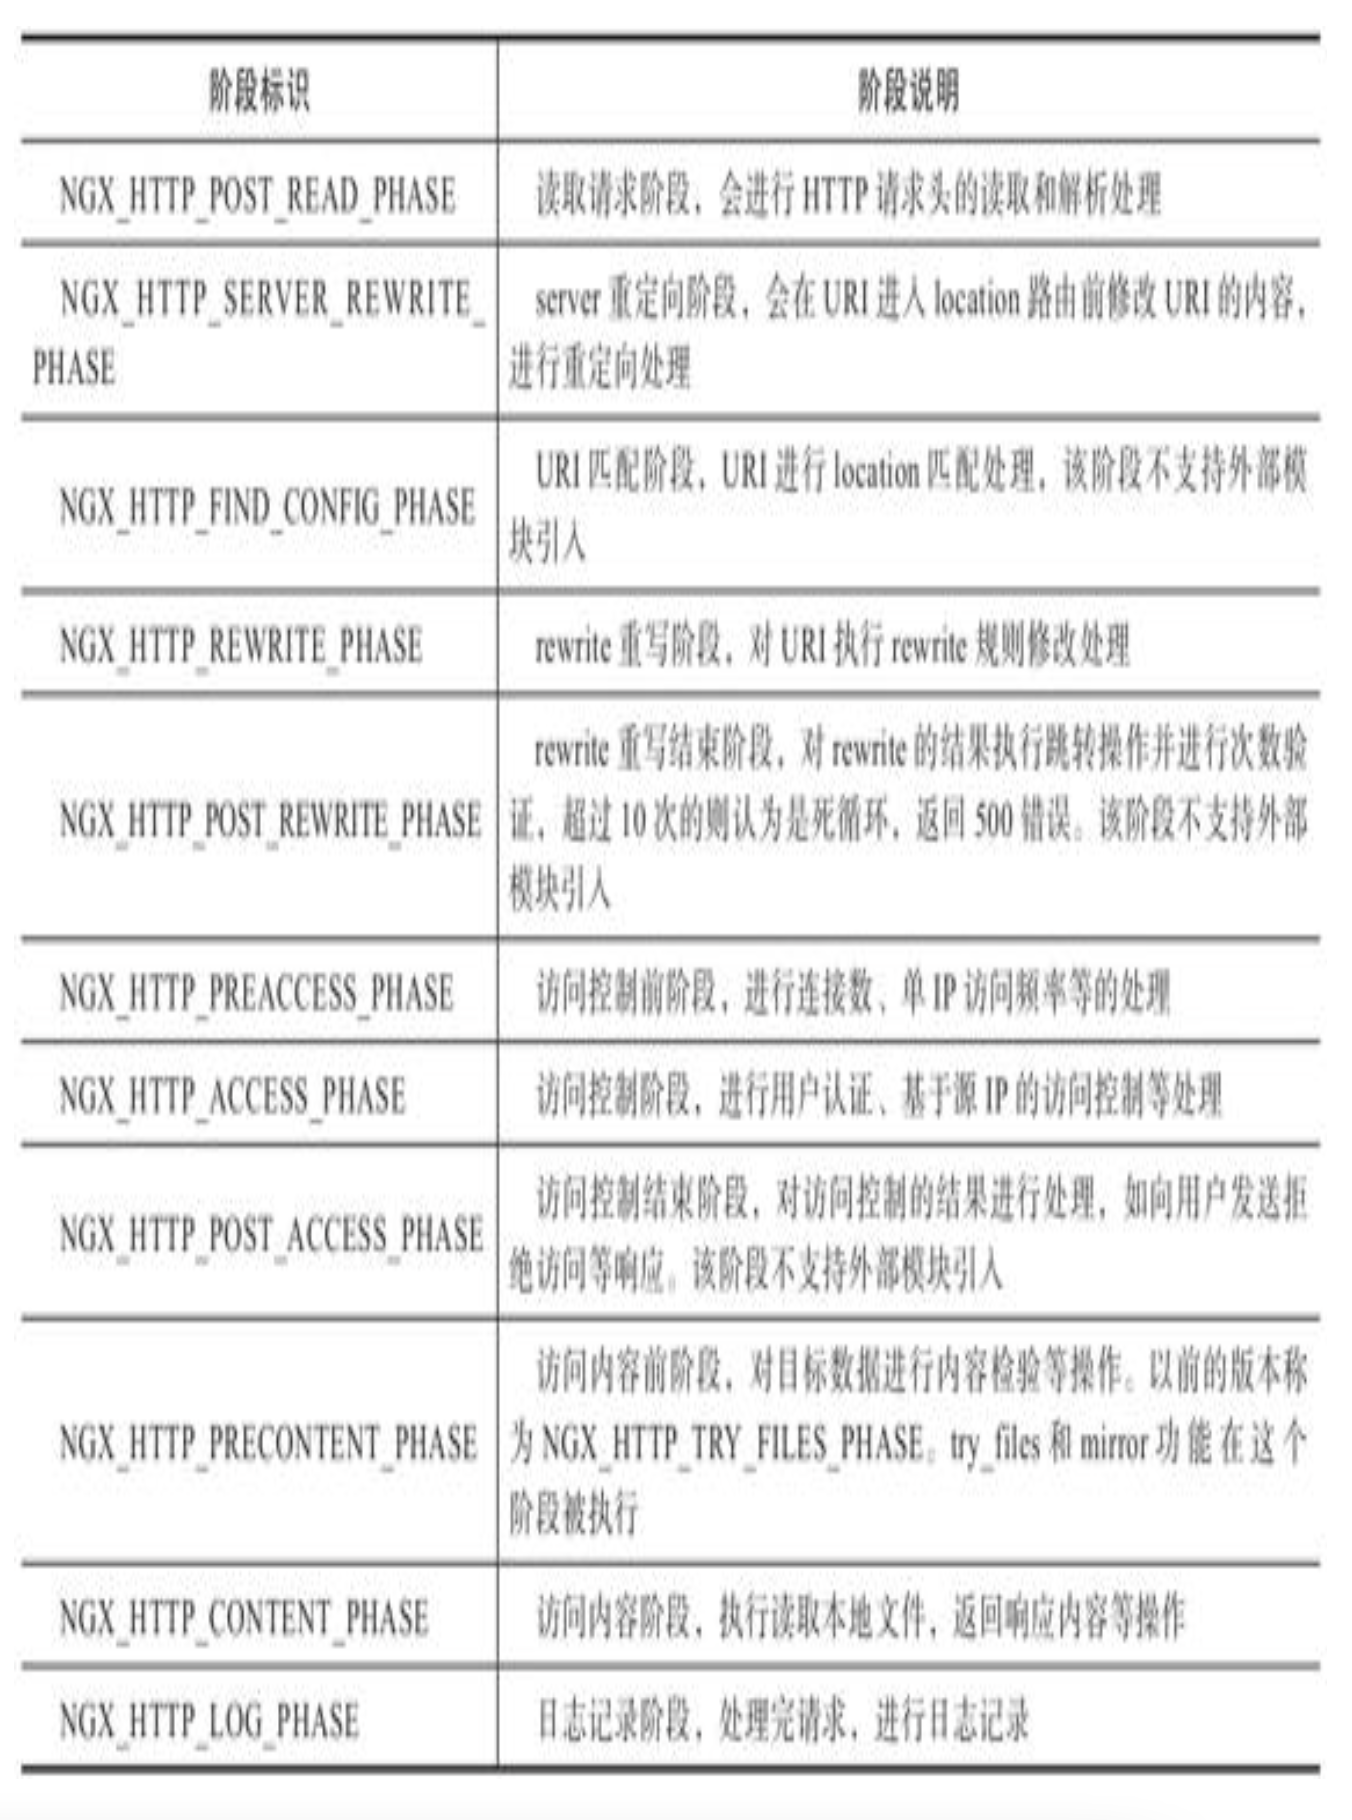 阶段标识 阶段说明
NGX_HTTP_POST_READ_PHASE 读取请求阶段，会进行 HTTP 请求头的读取和解析处理
NGX_HTTP_SERVER_REWRITE_
PHASE
server 重定向阶段，会在 URI 进入 location 路由前修改 URI 的内容，
进行重定向处理
NGX_HTTP_FIND_CONFIG_PHASE
URI 匹配阶段，URI 进行 location 匹配处理，该阶段不支持外部模
块引入
NGX_HTTP_REWRITE_PHASE rewrite 重写阶段，对 URI 执行 rewrite 规则修改处理
NGX_HTTP_POST_REWRITE_PHASE
rewrite 重写结束阶段，对 rewrite 的结果执行跳转操作并进行次数验
证，超过 10 次的则认为是死循环，返回 500 错误。该阶段不支持外部
模块引入
NGX_HTTP_PREACCESS_PHASE 访问控制前阶段，进行连接数、单 IP 访问频率等的处理
NGX_HTTP_ACCESS_PHASE 访问控制阶段，进行用户认证、基于源 IP 的访问控制等处理
NGX_HTTP_POST_ACCESS_PHASE
访问控制结束阶段，对访问控制的结果进行处理，如向用户发送拒
绝访问等响应。该阶段不支持外部模块引入
NGX_HTTP_PRECONTENT_PHASE
访问内容前阶段，对目标数据进行内容检验等操作。以前的版本称
为 NGX_HTTP_TRY_FILES_PHASE。try_files 和 mirror 功能在这个
阶段被执行
NGX_HTTP_CONTENT_PHASE 访问内容阶段，执行读取本地文件，返回响应内容等操作
NGX_HTTP_LOG_PHASE 日志记录阶段，处理完请求，进行日志记录